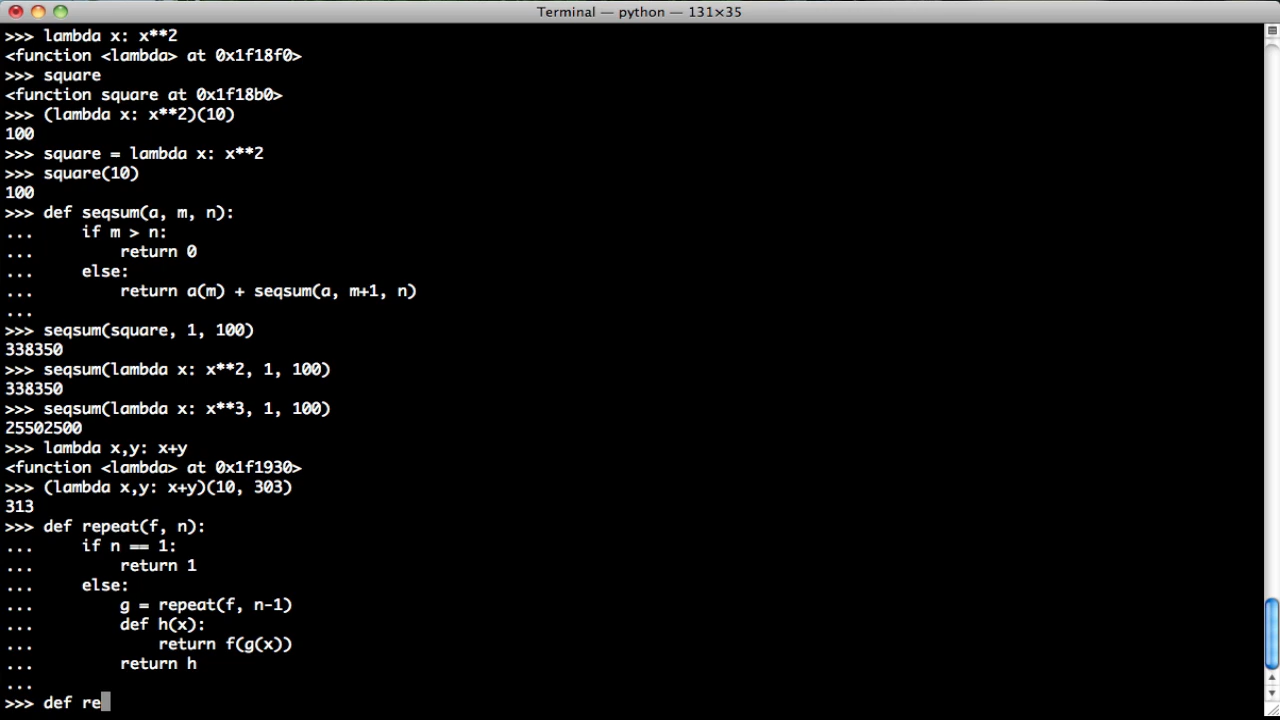 Terminal — python — 131×35
>>> lambda x: x**2
<function <lambda> at 0x1f18f0>
>>> square
<function square at 0x1f18b0>
>>> (lambda x: x**2)(10)
100
>>> square = lambda x: x**2
>>> square(10)
100
>>> def seqsum(a, m, n):
...     if m > n:
...         return 0
...     else:
...         return a(m) + seqsum(a, m+1, n)
...
>>> seqsum(square, 1, 100)
338350
>>> seqsum(lambda x: x**2, 1, 100)
338350
>>> seqsum(lambda x: x**3, 1, 100)
25502500
>>> lambda x,y: x+y
<function <lambda> at 0x1f1930>
>>> (lambda x,y: x+y)(10, 303)
313
>>> def repeat(f, n):
...     if n == 1:
...         return 1
...     else:
...         g = repeat(f, n-1)
...         def h(x):
...             return f(g(x))
...         return h
...
>>> def re